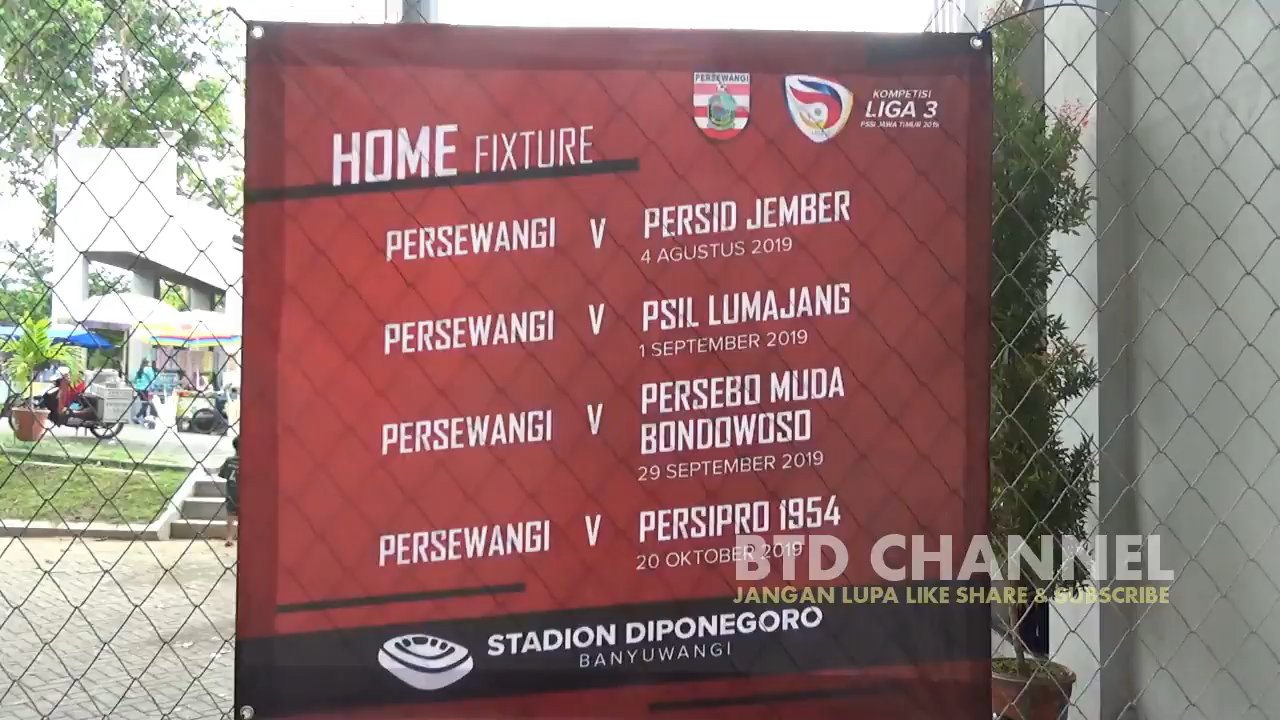 PERSEWANGI
KOMPETISI
LIGA 3
PSSI JAWA TIMUR 2019
HOME FIXTURE
PERSEWANGI V PERSID JEMBER
4 AGUSTUS 2019
PERSEWANGI V PSIL LUMAJANG
1 SEPTEMBER 2019
PERSEWANGI V PERSEBO MUDA
BONDOWOSO
29 SEPTEMBER 2019
PERSEWANGI V PERSIPRO 1954
20 OKTOBER 2019
BTD CHANNEL
JANGAN LUPA LIKE SHARE & SUBSCRIBE
STADION DIPONEGORO
BANYUWANGI